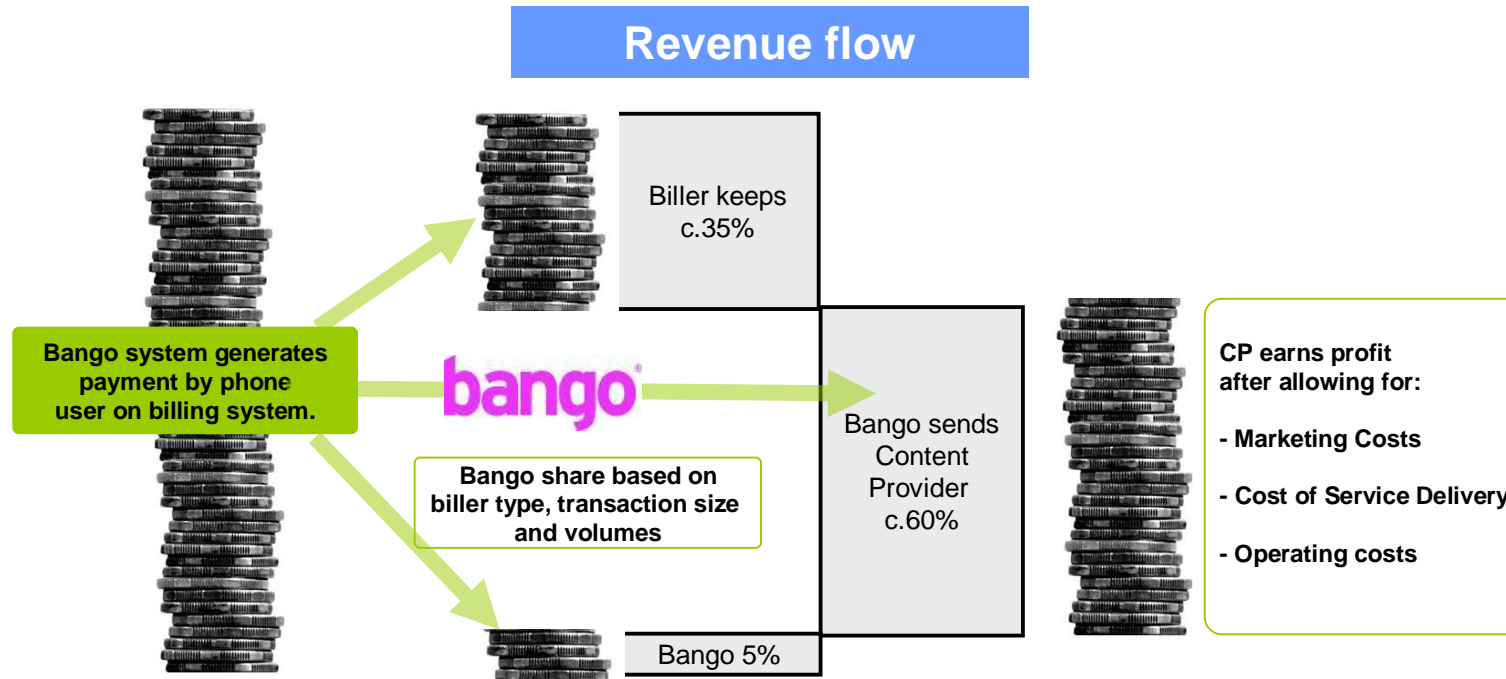 Revenue flow
Biller keeps
c.35%
Bango system generates
payment by phone
user on billing system.
bango
Bango share based on
biller type, transaction size
and volumes
Bango sends
Content
Provider
c.60%
Bango 5%
CP earns profit
after allowing for:
- Marketing Costs
- Cost of Service Delivery
- Operating costs